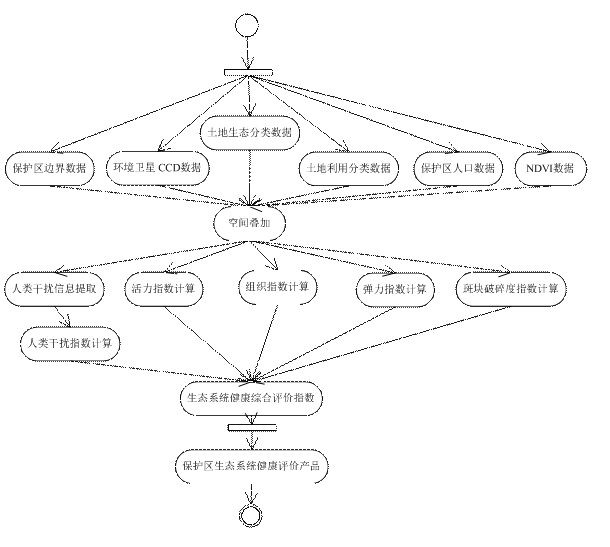 土地生态分类数据
保护区边界数据
环境卫星 CCD数据
土地利用分类数据
保护区人口数据
NDVI数据
空间叠加
人类干扰信息提取
活力指数计算
组织指数计算
弹力指数计算
斑块破碎度指数计算
人类干扰指数计算
生态系统健康综合评价指数
保护区生态系统健康评价产品